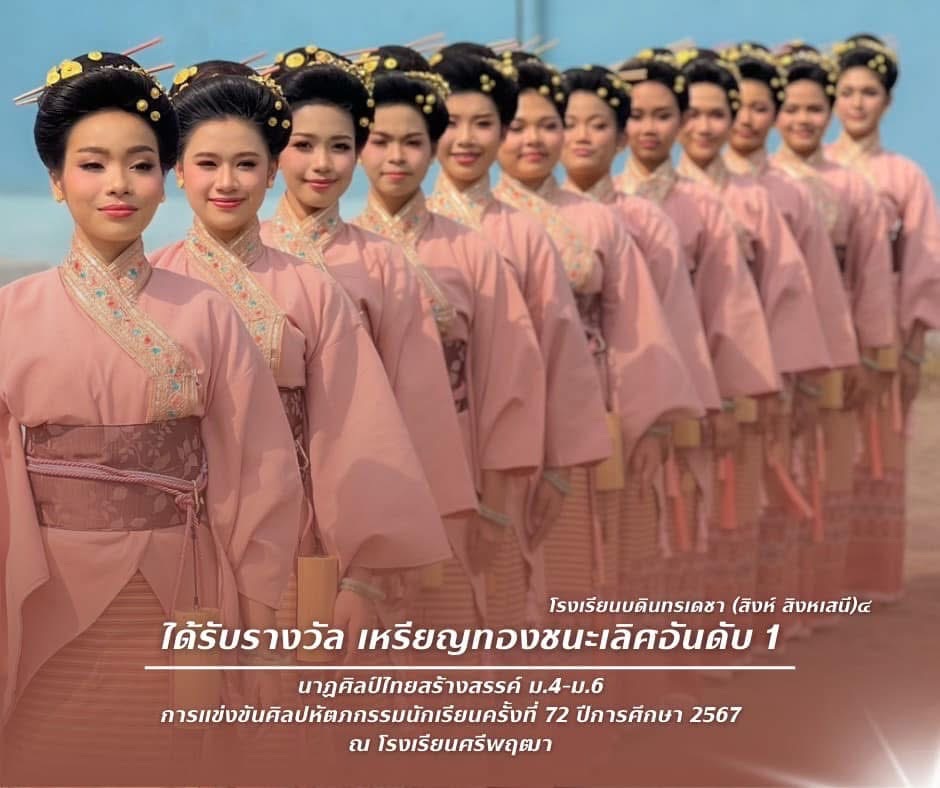 โรงเรียนบดินทรเดชา (สิงห์ สิงหเสนี)๔
ได้รับรางวัล เหรียญทองชนะเลิศอันดับ 1
นาฏศิลป์ไทยสร้างสรรค์ ม.4-ม.6
การแข่งขันศิลปหัตภกรรมนักเรียนครั้งที่ 72 ปีการศึกษา 2567
ณ โรงเรียนศรีพฤฒา